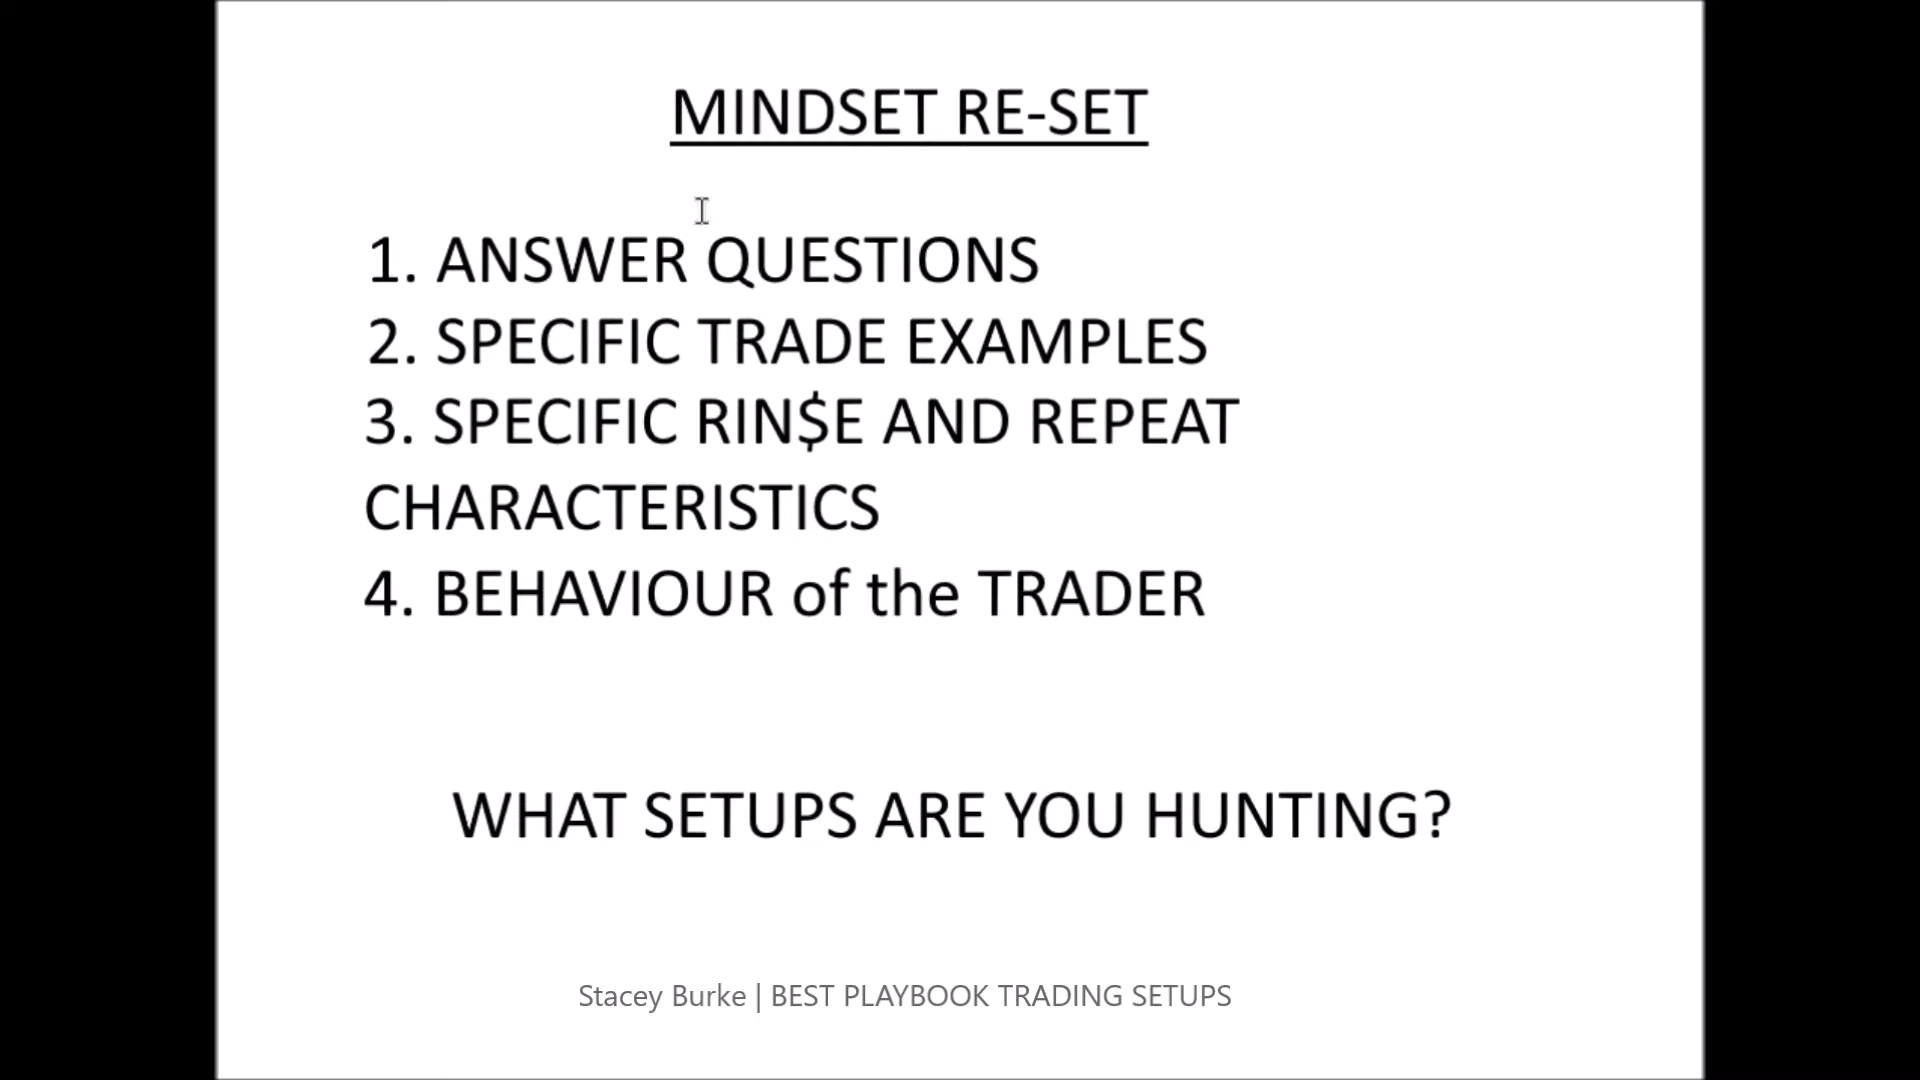 MINDSET RE-SET
1. ANSWER QUESTIONS
2. SPECIFIC TRADE EXAMPLES
3. SPECIFIC RIN$E AND REPEAT
CHARACTERISTICS
4. BEHAVIOUR of the TRADER
WHAT SETUPS ARE YOU HUNTING?
Stacey Burke | BEST PLAYBOOK TRADING SETUPS